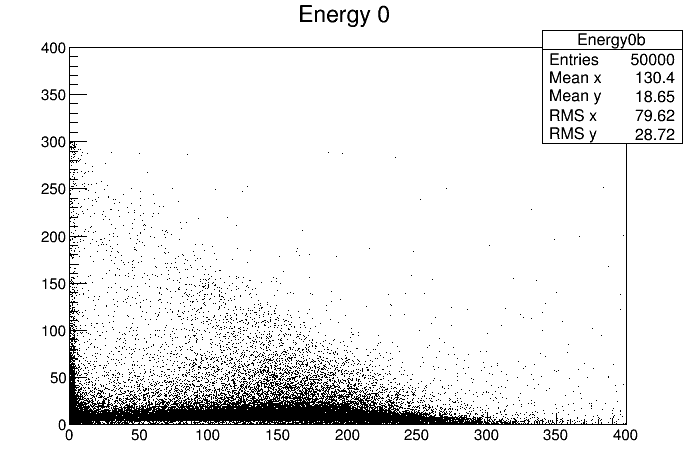 Energy 0
Energy0b
Entries 50000
Mean x 130.4
Mean y 18.65
RMS x 79.62
RMS y 28.72
400
350
300
250
200
150
100
50
0
0 50 100 150 200 250 300 350 400